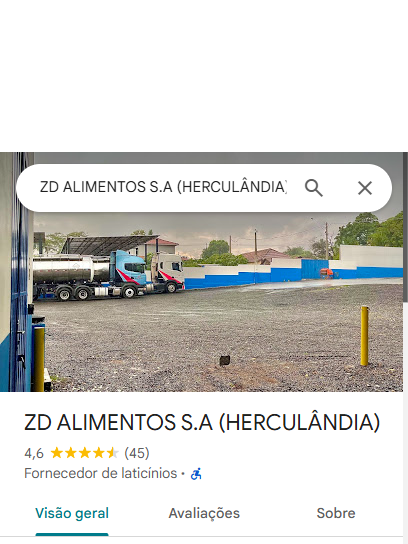 ZD ALIMENTOS S.A (HERCULÂNDIA)
ZD ALIMENTOS S.A (HERCULÂNDIA)
4,6 (45)
Fornecedor de laticínios ·
Visão geral Avaliações Sobre